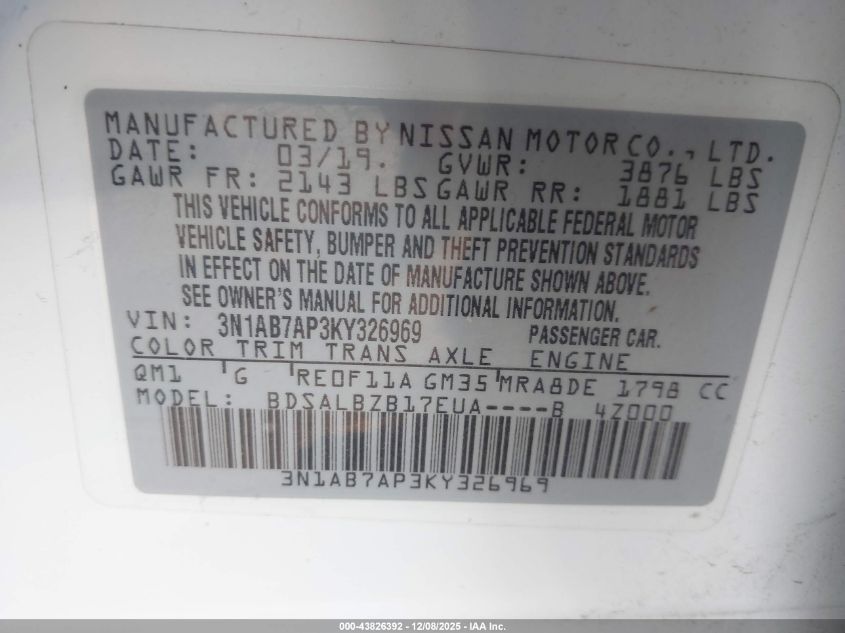 MANUFACTURED BY NISSAN MOTOR CO., LTD.
DATE: 03/19. GVWR: 3876 LBS
GAWR FR: 2143 LBS GAWR RR: 1881 LBS
THIS VEHICLE CONFORMS TO ALL APPLICABLE FEDERAL MOTOR
VEHICLE SAFETY, BUMPER AND THEFT PREVENTION STANDARDS
IN EFFECT ON THE DATE OF MANUFACTURE SHOWN ABOVE.
SEE OWNER'S MANUAL FOR ADDITIONAL INFORMATION.
VIN: 3N1AB7AP3KY326969 PASSENGER CAR.
COLOR TRIM TRANS AXLE ENGINE
QM1 G RE0F11A GM35 MRA8DE 1798 CC
MODEL: BDSALBZB17EUA----B 4Z000
3N1AB7AP3KY326969
000-43826392 - 12/08/2025 - IAA Inc.